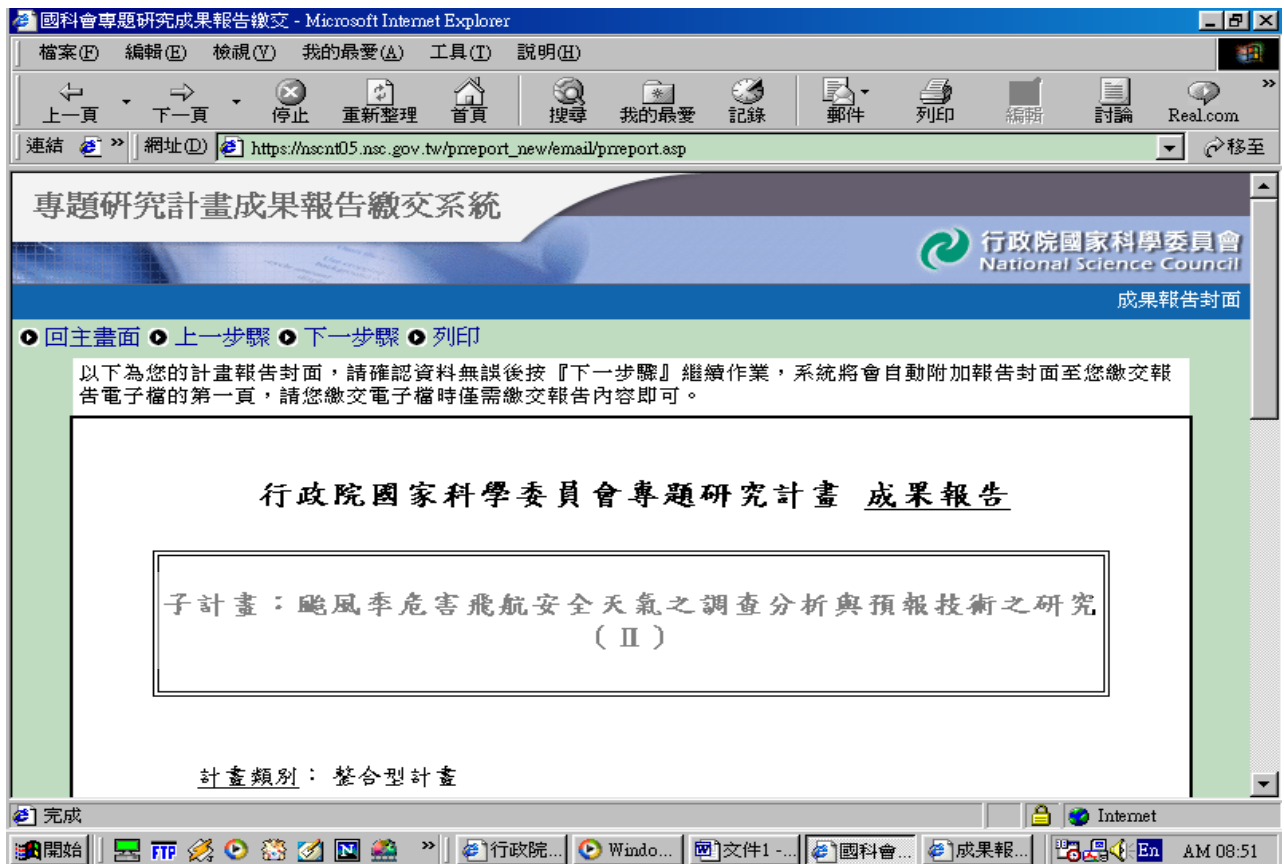 國科會專題研究成果報告繳交 - Microsoft Internet Explorer
檔案(F) 編輯(E) 檢視(V) 我的最愛(A) 工具(T) 說明(H)
上一頁 下一頁 停止 重新整理 首頁 搜尋 我的最愛 記錄 郵件 列印 編輯 討論 Real.com »
連結 » 網址(D) https://nscnt05.nsc.gov.tw/prreport_new/email/prreport.asp 移至
專題研究計畫成果報告繳交系統
行政院國家科學委員會
National Science Council
成果報告封面
回主畫面 上一步驟 下一步驟 列印
以下為您的計畫報告封面,請確認資料無誤後按『下一步驟』繼續作業,系統將會自動附加報告封面至您繳交報
告電子檔的第一頁,請您繳交電子檔時僅需繳交報告內容即可。
行政院國家科學委員會專題研究計畫 成果報告
子計畫:颱風季危害飛航安全天氣之調查分析與預報技術之研究
(Ⅱ)
計畫類別: 整合型計畫
完成 Internet
開始 FTP N » 行政院... Windo... 文件1 -... 國科會... 成果報... En AM 08:51